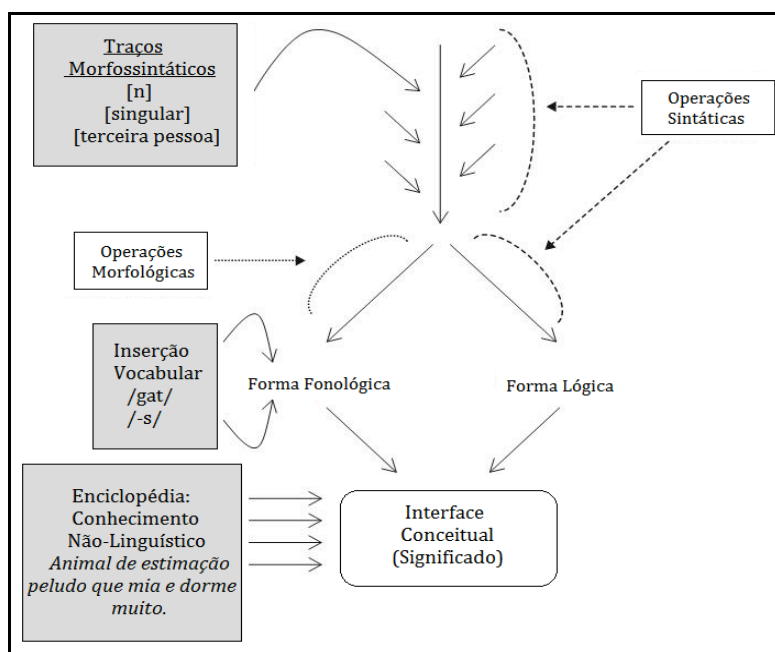 Traços
Morfossintáticos
[n]
[singular]
[terceira pessoa]
Operações
Sintáticas
Operações
Morfológicas
Inserção
Vocabular
/gat/
/-s/
Forma Fonológica
Forma Lógica
Enciclopédia:
Conhecimento
Não-Linguístico
Animal de estimação
peludo que mia e dorme
muito.
Interface
Conceitual
(Significado)